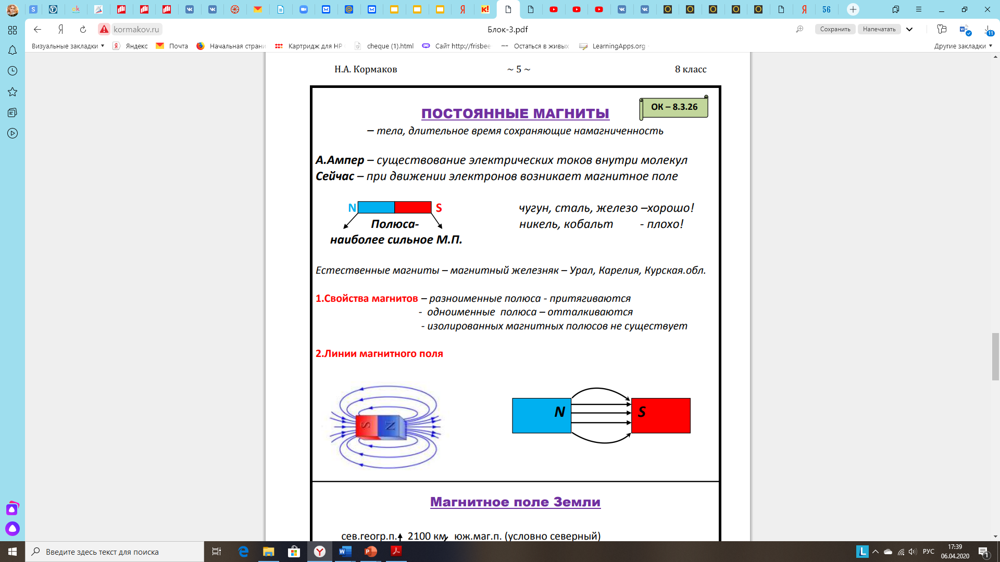 56
kormakov.ru
Блок-3.pdf
Сохранить
Напечатать
11
Визуальные закладки
Яндекс
Почта
Начальная страни
Картридж для HP
cheque (1).html
Сайт http://frisbee-
Остаться в живых
LearningApps.org
Другие закладки
Н.А. Кормаков ~ 5 ~ 8 класс
ОК – 8.3.26
ПОСТОЯННЫЕ МАГНИТЫ
– тела, длительное время сохраняющие намагниченность
А.Ампер – существование электрических токов внутри молекул
Сейчас – при движении электронов возникает магнитное поле
N S
Полюса-
наиболее сильное М.П.
чугун, сталь, железо –хорошо!
никель, кобальт - плохо!
Естественные магниты – магнитный железняк – Урал, Карелия, Курская.обл.
1.Свойства магнитов – разноименные полюса - притягиваются
- одноименные полюса – отталкиваются
- изолированных магнитных полюсов не существует
2.Линии магнитного поля
S N
N S
Магнитное поле Земли
сев.геогр.п. 2100 км юж.маг.п. (условно северный)
Введите здесь текст для поиска
РУС
17:39
06.04.2020
1